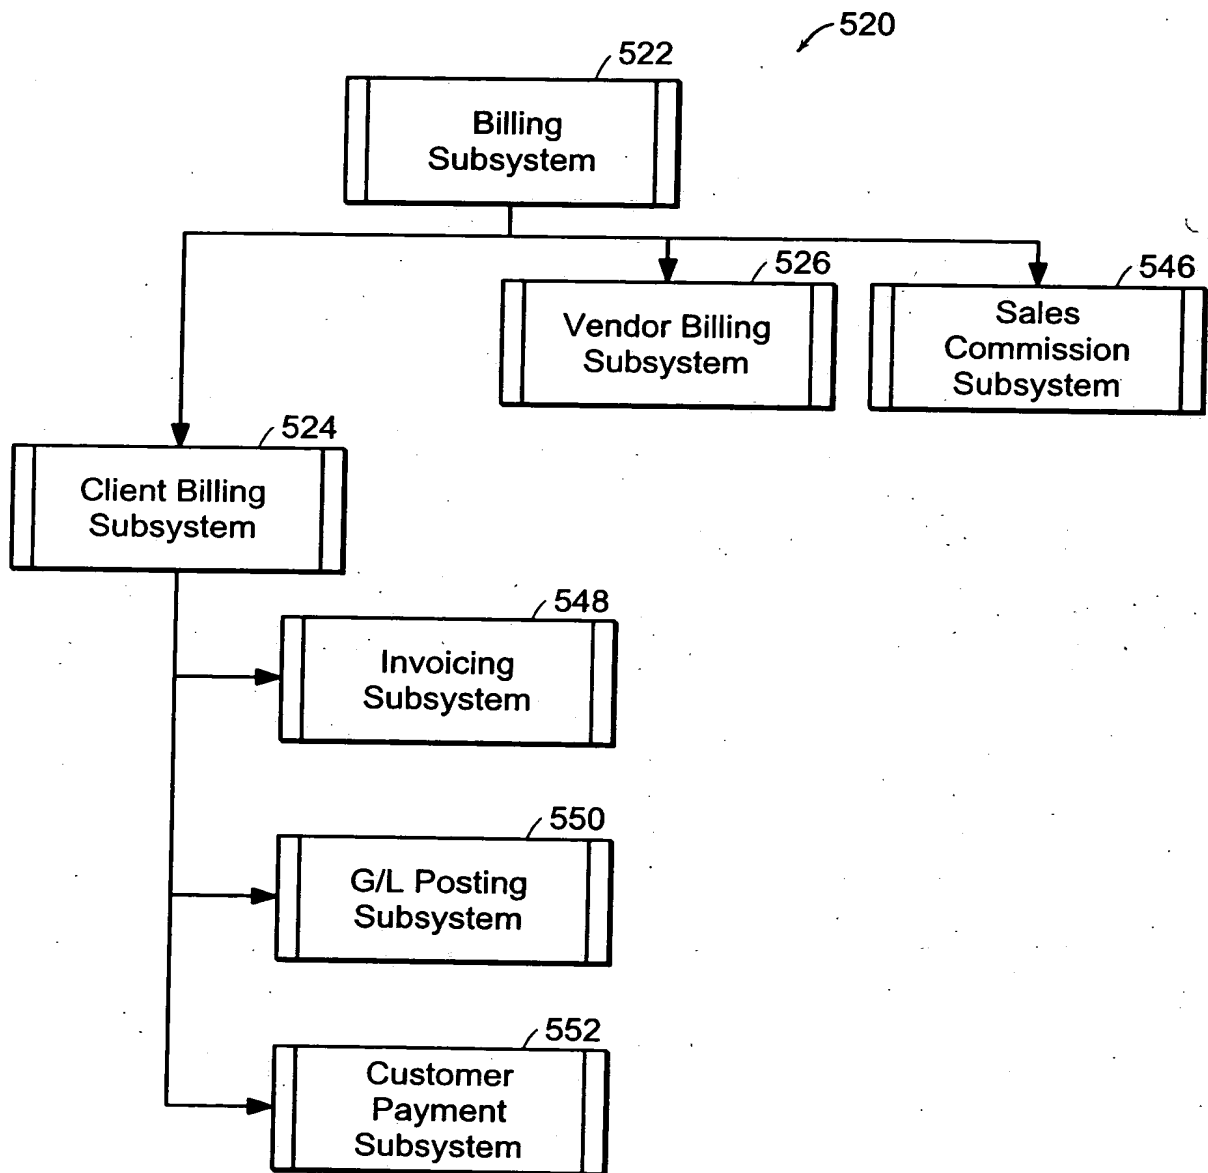 520
522
Billing
Subsystem
526
Vendor Billing
Subsystem
546
Sales
Commission
Subsystem
524
Client Billing
Subsystem
548
Invoicing
Subsystem
550
G/L Posting
Subsystem
552
Customer
Payment
Subsystem